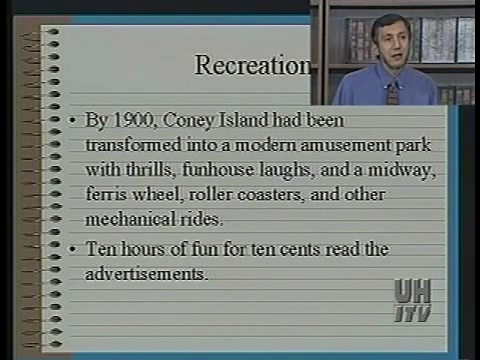 Recreation
• By 1900, Coney Island had been
transformed into a modern amusement park
with thrills, funhouse laughs, and a midway,
ferris wheel, roller coasters, and other
mechanical rides.
• Ten hours of fun for ten cents read the
advertisements.
UH
ITV